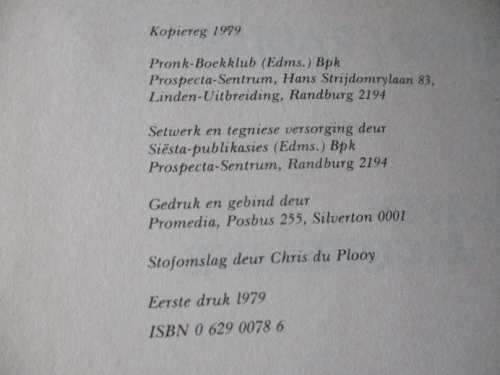 Kopiereg 1979
Pronk-Boekklub (Edms.) Bpk
Prospecta-Sentrum, Hans Strijdomrylaan 83,
Linden-Uitbreiding, Randburg 2194
Setwerk en tegniese versorging deur
Siësta-publikasies (Edms.) Bpk
Prospecta-Sentrum, Randburg 2194
Gedruk en gebind deur
Promedia, Posbus 255, Silverton 0001
Stofomslag deur Chris du Plooy
Eerste druk 1979
ISBN 0 629 0078 6